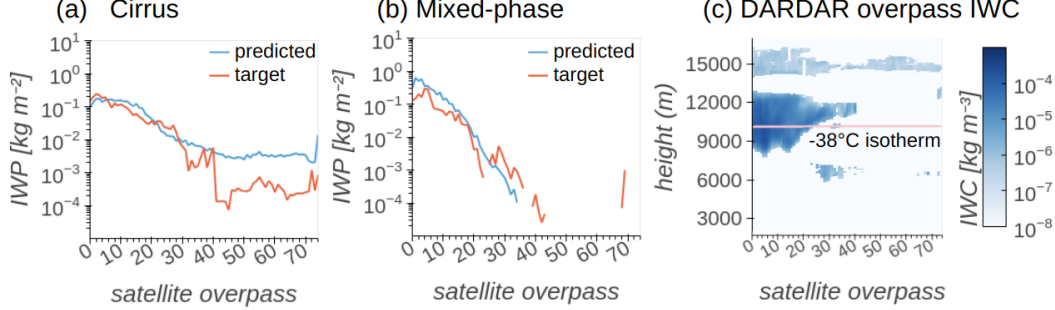 (a) Cirrus
(b) Mixed-phase
(c) DARDAR overpass IWC
IWP [kg m⁻²]
10¹
10⁰
10⁻¹
10⁻²
10⁻³
10⁻⁴
predicted
target
0 10 20 30 40 50 60 70
satellite overpass
IWP [kg m⁻²]
10¹
10⁰
10⁻¹
10⁻²
10⁻³
10⁻⁴
predicted
target
0 10 20 30 40 50 60 70
satellite overpass
height (m)
15000
12000
9000
6000
3000
-38°C isotherm
0 10 20 30 40 50 60 70
satellite overpass
IWC [kg m⁻³]
10⁻⁴
10⁻⁵
10⁻⁶
10⁻⁷
10⁻⁸